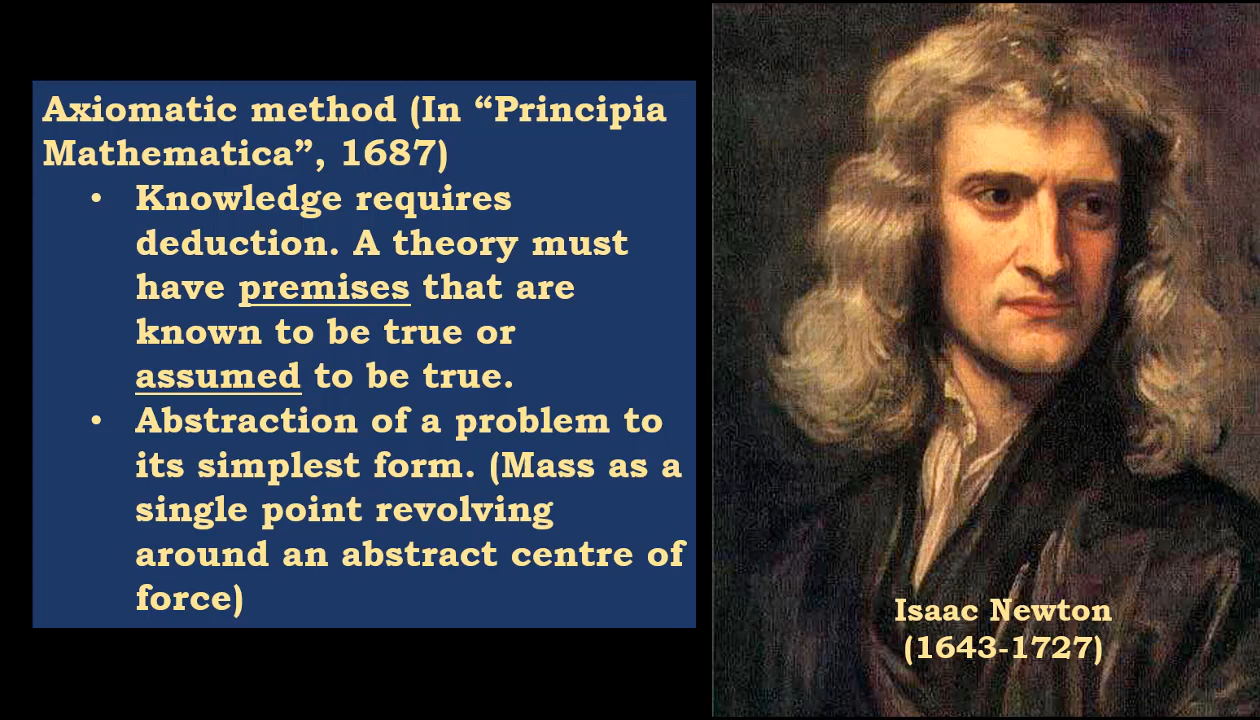 Axiomatic method (In “Principia
Mathematica”, 1687)
• Knowledge requires
deduction. A theory must
have premises that are
known to be true or
assumed to be true.
• Abstraction of a problem to
its simplest form. (Mass as a
single point revolving
around an abstract centre of
force)
Isaac Newton
(1643-1727)